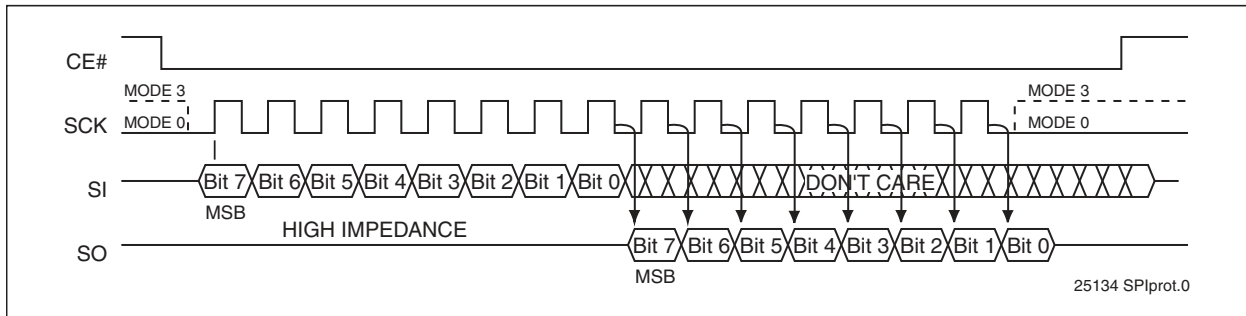 CE#
MODE 3
MODE 3
SCK
MODE 0
MODE 0
SI
Bit 7 Bit 6 Bit 5 Bit 4 Bit 3 Bit 2 Bit 1 Bit 0
DON'T CARE
MSB
HIGH IMPEDANCE
SO
Bit 7 Bit 6 Bit 5 Bit 4 Bit 3 Bit 2 Bit 1 Bit 0
MSB
25134 SPIprot.0